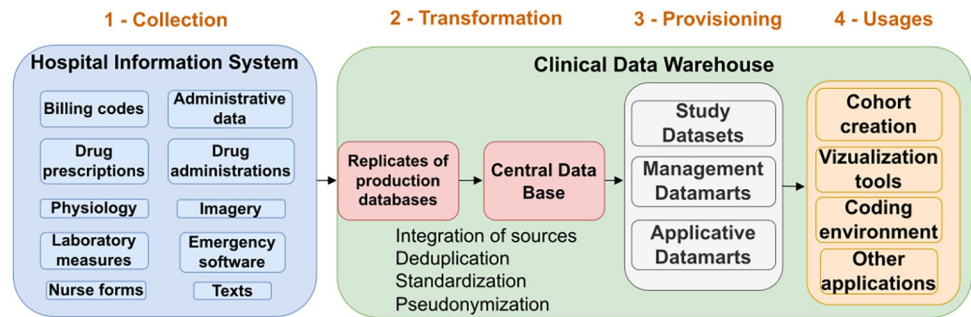 1 - Collection
2 - Transformation
3 - Provisioning
4 - Usages
Hospital Information System
Billing codes
Administrative
data
Drug
prescriptions
Drug
administrations
Physiology
Imagery
Laboratory
measures
Emergency
software
Nurse forms
Texts
Clinical Data Warehouse
Replicates of
production
databases
Central Data
Base
Integration of sources
Deduplication
Standardization
Pseudonymization
Study
Datasets
Management
Datamarts
Applicative
Datamarts
Cohort
creation
Vizualization
tools
Coding
environment
Other
applications